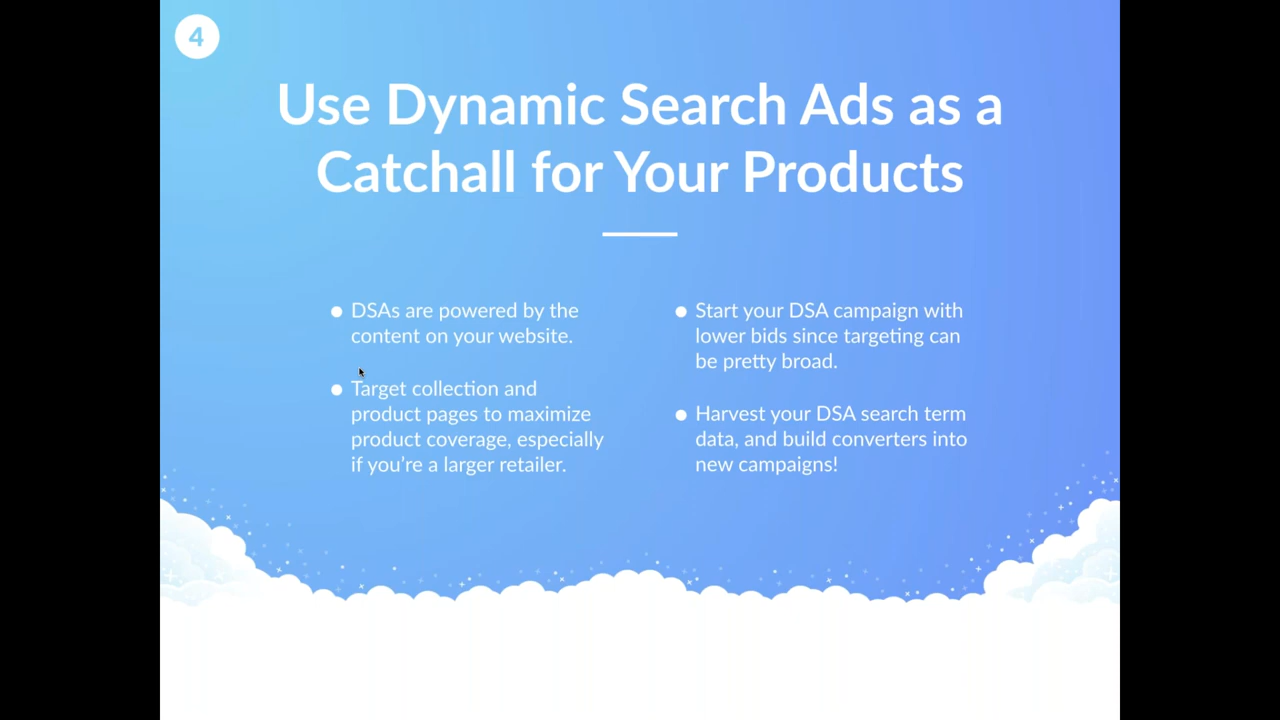 4
Use Dynamic Search Ads as a
Catchall for Your Products
● DSAs are powered by the
content on your website.
● Target collection and
product pages to maximize
product coverage, especially
if you’re a larger retailer.
● Start your DSA campaign with
lower bids since targeting can
be pretty broad.
● Harvest your DSA search term
data, and build converters into
new campaigns!